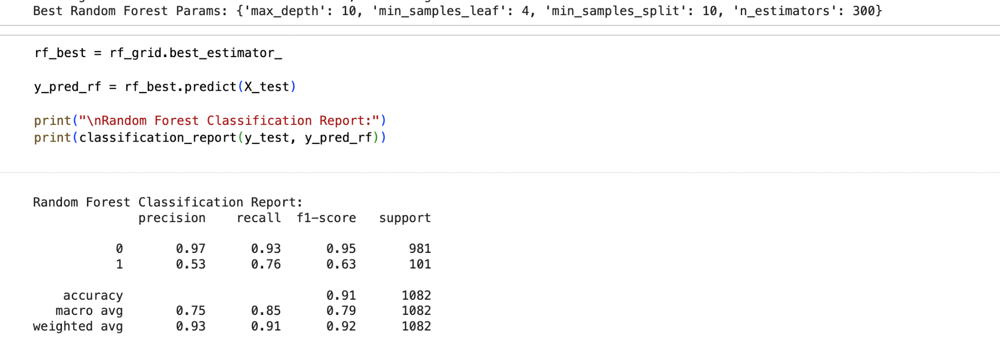 Best Random Forest Params: {'max_depth': 10, 'min_samples_leaf': 4, 'min_samples_split': 10, 'n_estimators': 300}
rf_best = rf_grid.best_estimator_
y_pred_rf = rf_best.predict(X_test)
print("\nRandom Forest Classification Report:")
print(classification_report(y_test, y_pred_rf))
Random Forest Classification Report:
precision recall f1-score support
0 0.97 0.93 0.95 981
1 0.53 0.76 0.63 101
accuracy 0.91 1082
macro avg 0.75 0.85 0.79 1082
weighted avg 0.93 0.91 0.92 1082